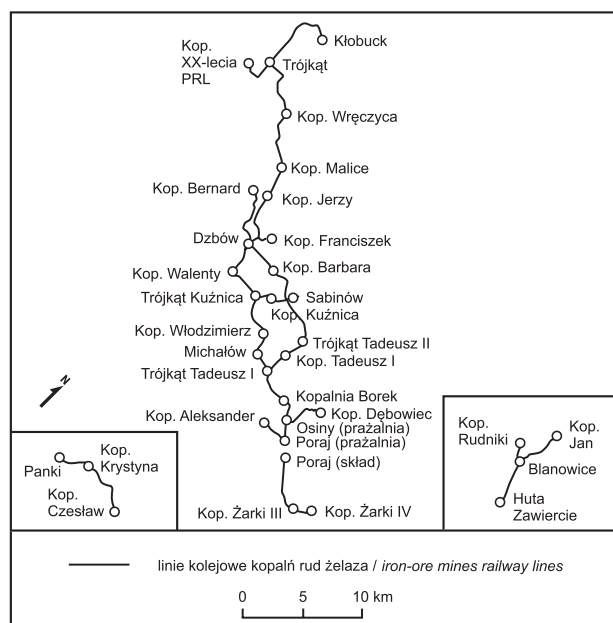 Kłobuck
Kop.
XX-lecia
PRL
Trójkąt
Kop. Wręczyca
Kop. Malice
Kop. Bernard
Kop. Jerzy
Dzbów
Kop. Franciszek
Kop. Walenty
Kop. Barbara
Trójkąt Kuźnica
Sabinów
Kop. Kuźnica
Kop. Włodzimierz
Trójkąt Tadeusz II
Michałów
Kop. Tadeusz I
Trójkąt Tadeusz I
Kopalnia Borek
Kop. Aleksander
Kop. Dębowiec
Osiny (prażalnia)
Poraj (prażalnia)
Poraj (skład)
Kop. Żarki III
Kop. Żarki IV
N
Panki
Kop.
Krystyna
Kop.
Czesław
Kop.
Rudniki
Kop.
Jan
Blanowice
Huta
Zawiercie
linie kolejowe kopalń rud żelaza / iron-ore mines railway lines
0 5 10 km